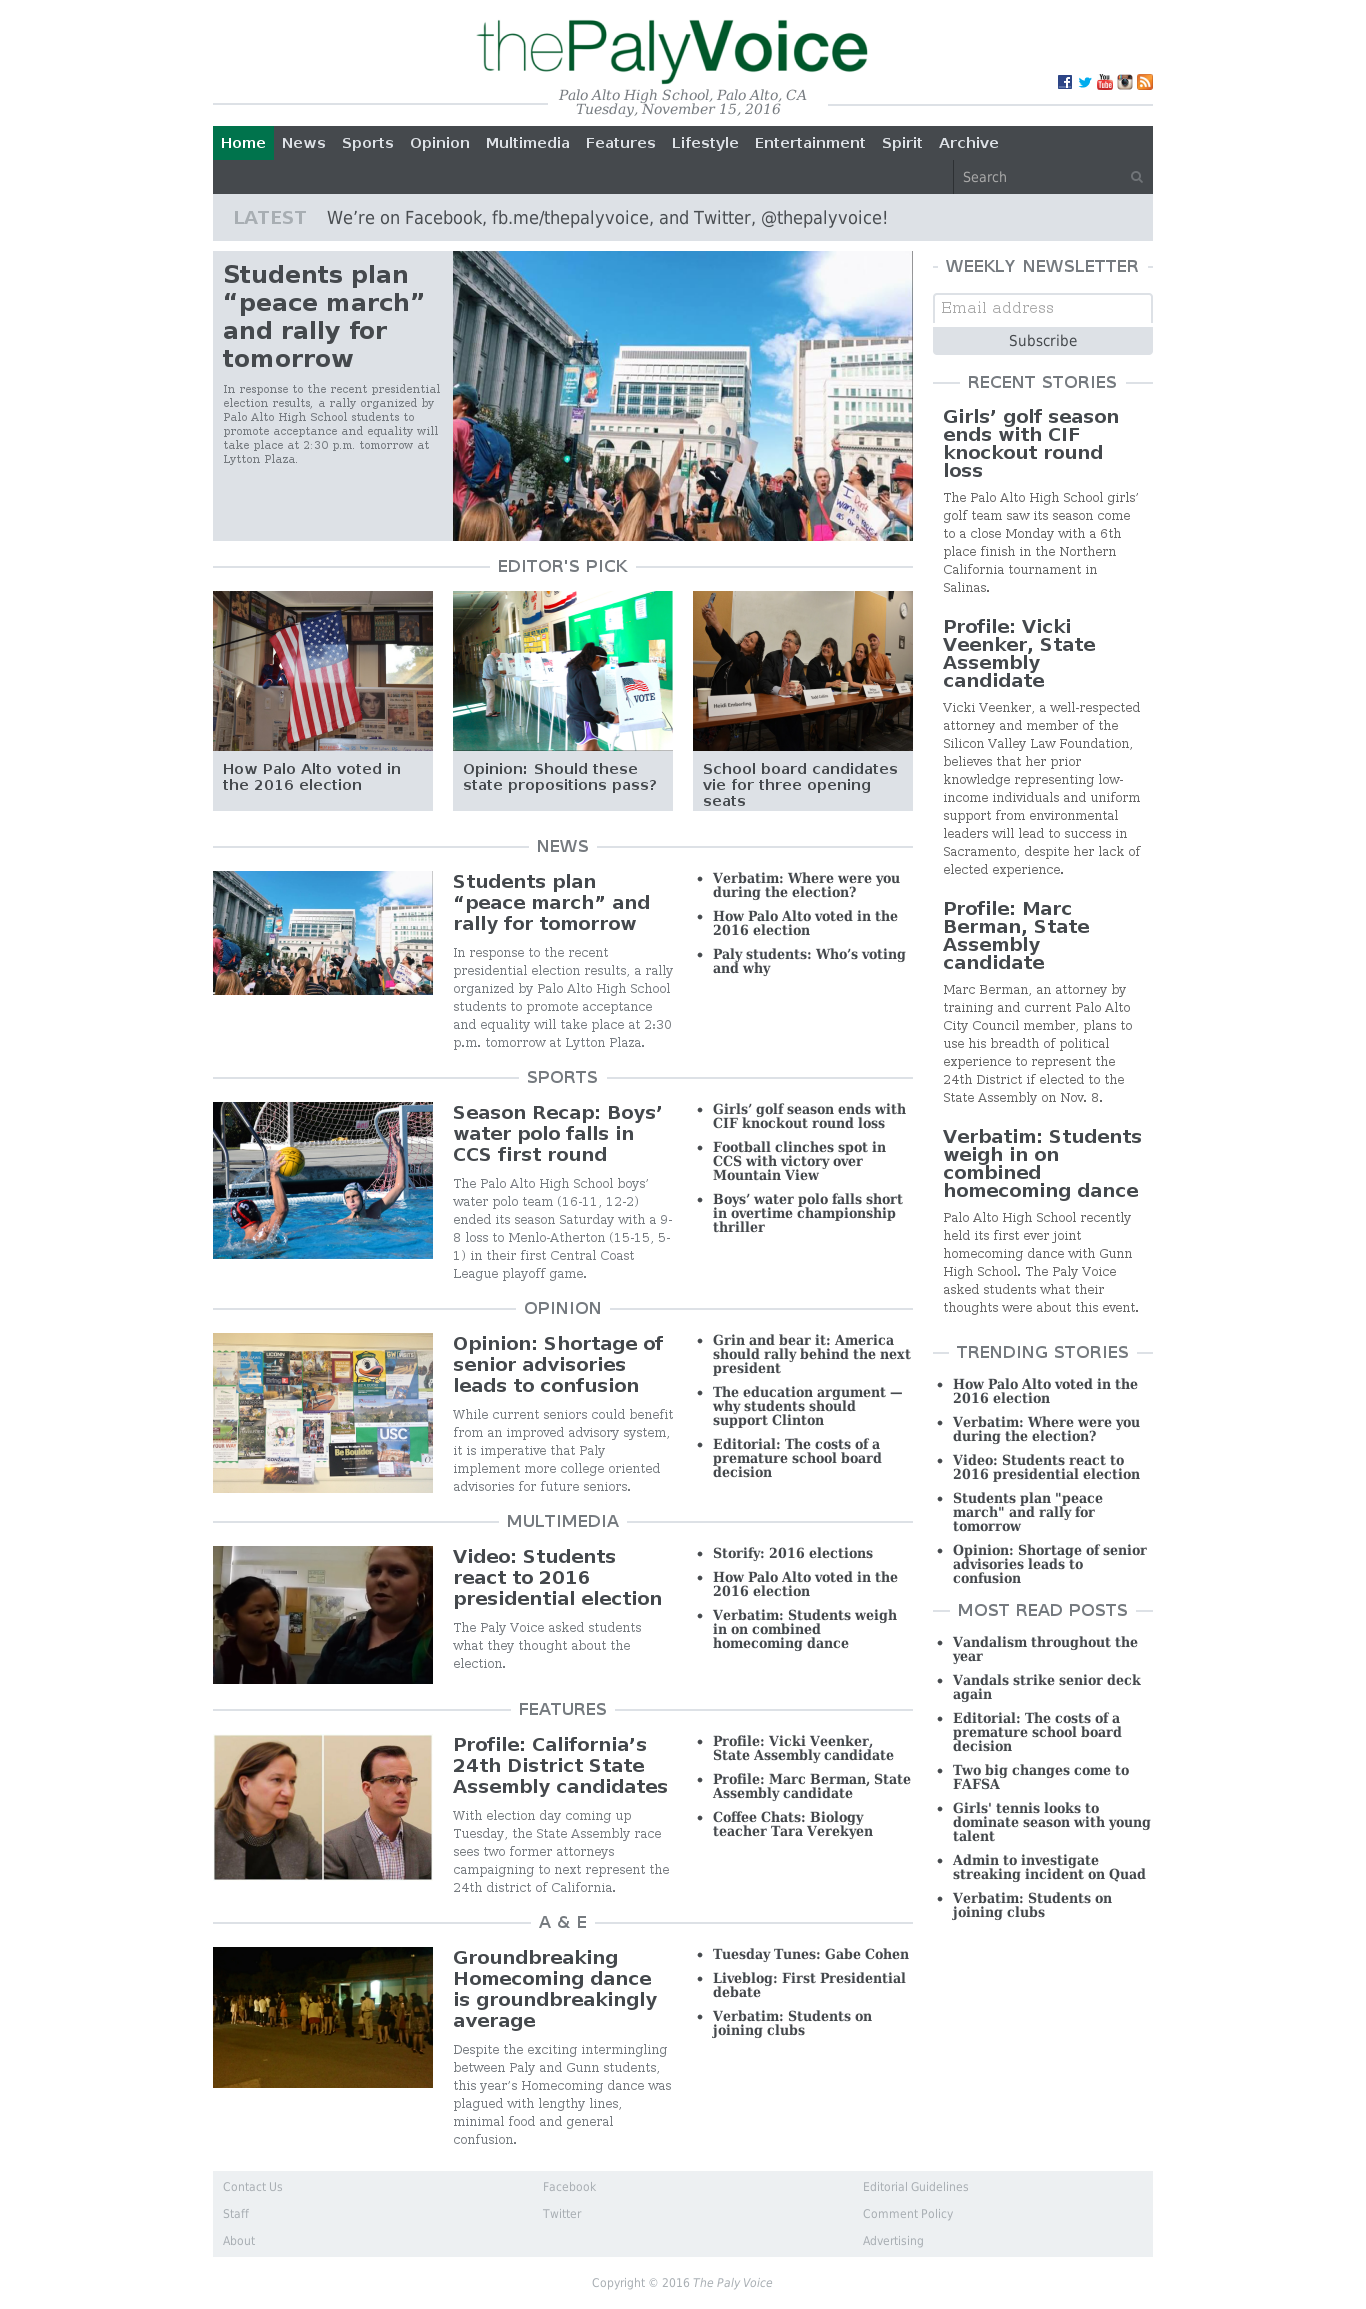 thePalyVoice
Palo Alto High School, Palo Alto, CA
Tuesday, November 15, 2016
Home News Sports Opinion Multimedia Features Lifestyle Entertainment Spirit Archive
Search
LATEST We’re on Facebook, fb.me/thepalyvoice, and Twitter, @thepalyvoice!
Students plan
“peace march”
and rally for
tomorrow
In response to the recent presidential
election results, a rally organized by
Palo Alto High School students to
promote acceptance and equality will
take place at 2:30 p.m. tomorrow at
Lytton Plaza.
EDITOR'S PICK
VOTE
How Palo Alto voted in
the 2016 election
Opinion: Should these
state propositions pass?
School board candidates
vie for three opening
seats
NEWS
Students plan
“peace march” and
rally for tomorrow
In response to the recent
presidential election results, a rally
organized by Palo Alto High School
students to promote acceptance
and equality will take place at 2:30
p.m. tomorrow at Lytton Plaza.
• Verbatim: Where were you
during the election?
• How Palo Alto voted in the
2016 election
• Paly students: Who’s voting
and why
SPORTS
Season Recap: Boys’
water polo falls in
CCS first round
The Palo Alto High School boys’
water polo team (16-11, 12-2)
ended its season Saturday with a 9-
8 loss to Menlo-Atherton (15-15, 5-
1) in their first Central Coast
League playoff game.
• Girls’ golf season ends with
CIF knockout round loss
• Football clinches spot in
CCS with victory over
Mountain View
• Boys’ water polo falls short
in overtime championship
thriller
OPINION
USC
Opinion: Shortage of
senior advisories
leads to confusion
While current seniors could benefit
from an improved advisory system,
it is imperative that Paly
implement more college oriented
advisories for future seniors.
• Grin and bear it: America
should rally behind the next
president
• The education argument —
why students should
support Clinton
• Editorial: The costs of a
premature school board
decision
MULTIMEDIA
Video: Students
react to 2016
presidential election
The Paly Voice asked students
what they thought about the
election.
• Storify: 2016 elections
• How Palo Alto voted in the
2016 election
• Verbatim: Students weigh
in on combined
homecoming dance
FEATURES
Profile: California’s
24th District State
Assembly candidates
With election day coming up
Tuesday, the State Assembly race
sees two former attorneys
campaigning to next represent the
24th district of California.
• Profile: Vicki Veenker,
State Assembly candidate
• Profile: Marc Berman, State
Assembly candidate
• Coffee Chats: Biology
teacher Tara Verekyen
A & E
Groundbreaking
Homecoming dance
is groundbreakingly
average
Despite the exciting intermingling
between Paly and Gunn students,
this year’s Homecoming dance was
plagued with lengthy lines,
minimal food and general
confusion.
• Tuesday Tunes: Gabe Cohen
• Liveblog: First Presidential
debate
• Verbatim: Students on
joining clubs
WEEKLY NEWSLETTER
Email address
Subscribe
RECENT STORIES
Girls’ golf season
ends with CIF
knockout round
loss
The Palo Alto High School girls’
golf team saw its season come
to a close Monday with a 6th
place finish in the Northern
California tournament in
Salinas.
Profile: Vicki
Veenker, State
Assembly
candidate
Vicki Veenker, a well-respected
attorney and member of the
Silicon Valley Law Foundation,
believes that her prior
knowledge representing low-
income individuals and uniform
support from environmental
leaders will lead to success in
Sacramento, despite her lack of
elected experience.
Profile: Marc
Berman, State
Assembly
candidate
Marc Berman, an attorney by
training and current Palo Alto
City Council member, plans to
use his breadth of political
experience to represent the
24th District if elected to the
State Assembly on Nov. 8.
Verbatim: Students
weigh in on
combined
homecoming dance
Palo Alto High School recently
held its first ever joint
homecoming dance with Gunn
High School. The Paly Voice
asked students what their
thoughts were about this event.
TRENDING STORIES
• How Palo Alto voted in the
2016 election
• Verbatim: Where were you
during the election?
• Video: Students react to
2016 presidential election
• Students plan "peace
march" and rally for
tomorrow
• Opinion: Shortage of senior
advisories leads to
confusion
MOST READ POSTS
• Vandalism throughout the
year
• Vandals strike senior deck
again
• Editorial: The costs of a
premature school board
decision
• Two big changes come to
FAFSA
• Girls' tennis looks to
dominate season with young
talent
• Admin to investigate
streaking incident on Quad
• Verbatim: Students on
joining clubs
Contact Us
Staff
About
Facebook
Twitter
Editorial Guidelines
Comment Policy
Advertising
Copyright © 2016 The Paly Voice